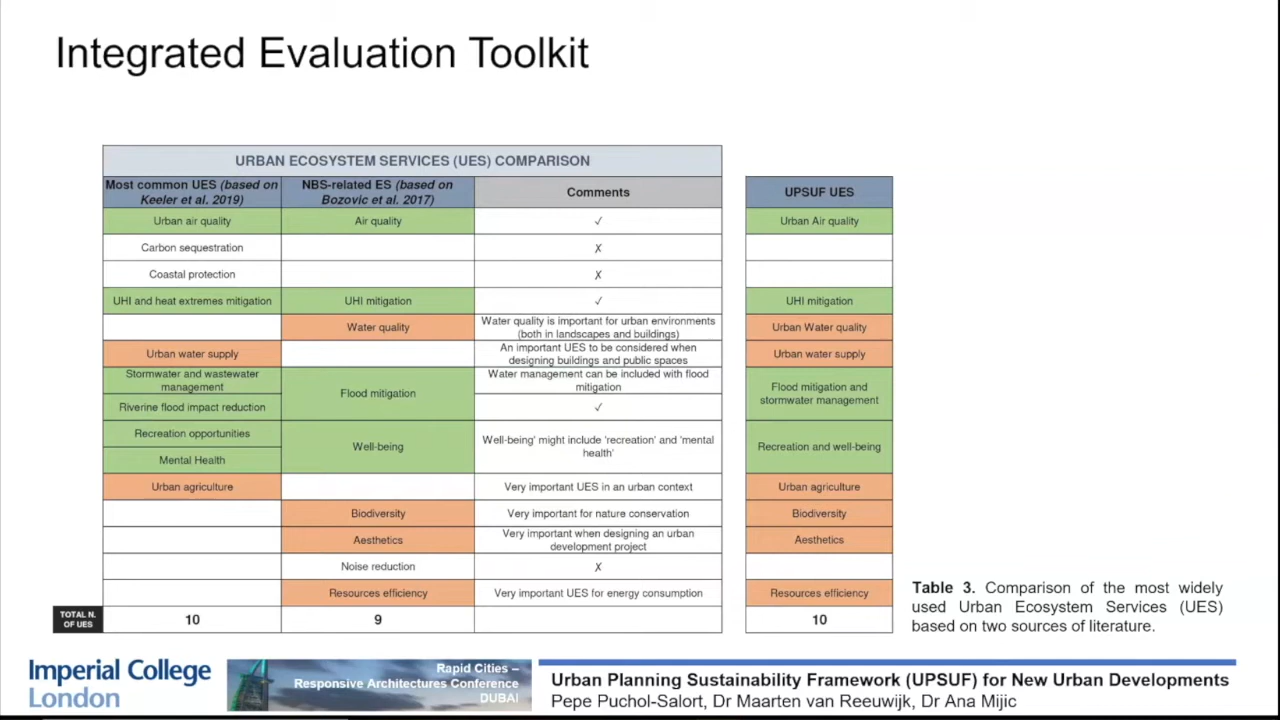 Integrated Evaluation Toolkit
URBAN ECOSYSTEM SERVICES (UES) COMPARISON
Most common UES (based on
Keeler et al. 2019)
NBS-related ES (based on
Bozovic et al. 2017)
Comments
UPSUF UES
Urban air quality
Air quality
✓
Urban Air quality
Carbon sequestration
✗
Coastal protection
✗
UHI and heat extremes mitigation
UHI mitigation
✓
UHI mitigation
Water quality
Water quality is important for urban environments
(both in landscapes and buildings)
Urban Water quality
Urban water supply
An important UES to be considered when
designing buildings and public spaces
Urban water supply
Stormwater and wastewater
management
Flood mitigation
Water management can be included with flood
mitigation
Flood mitigation and
stormwater management
Riverine flood impact reduction
✓
Recreation opportunities
Well-being
Well-being' might include 'recreation' and 'mental
health'
Recreation and well-being
Mental Health
Urban agriculture
Very important UES in an urban context
Urban agriculture
Biodiversity
Very important for nature conservation
Biodiversity
Aesthetics
Very important when designing an urban
development project
Aesthetics
Noise reduction
✗
Resources efficiency
Very important UES for energy consumption
Resources efficiency
TOTAL N.
OF UES
10
9
10
Table 3. Comparison of the most widely
used Urban Ecosystem Services (UES)
based on two sources of literature.
Imperial College
London
Rapid Cities –
Responsive Architectures Conference
DUBAI
Urban Planning Sustainability Framework (UPSUF) for New Urban Developments
Pepe Puchol-Salort, Dr Maarten van Reeuwijk, Dr Ana Mijic